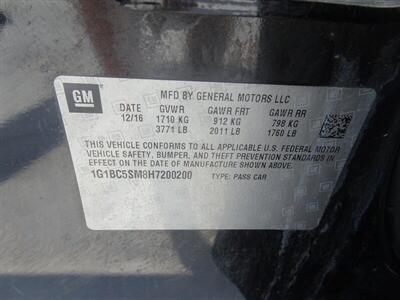 GM
MFD BY GENERAL MOTORS LLC
DATE GVWR GAWR FRT GAWR RR
12/16 1710 KG 912 KG 798 KG
3771 LB 2011 LB 1760 LB
THIS VEHICLE CONFORMS TO ALL APPLICABLE U.S. FEDERAL MOTOR
VEHICLE SAFETY, BUMPER, AND THEFT PREVENTION STANDARDS IN
EFFECT ON THE DATE OF MANUFACTURE SHOWN ABOVE.
1G1BC5SM8H7200200 TYPE: PASS CAR